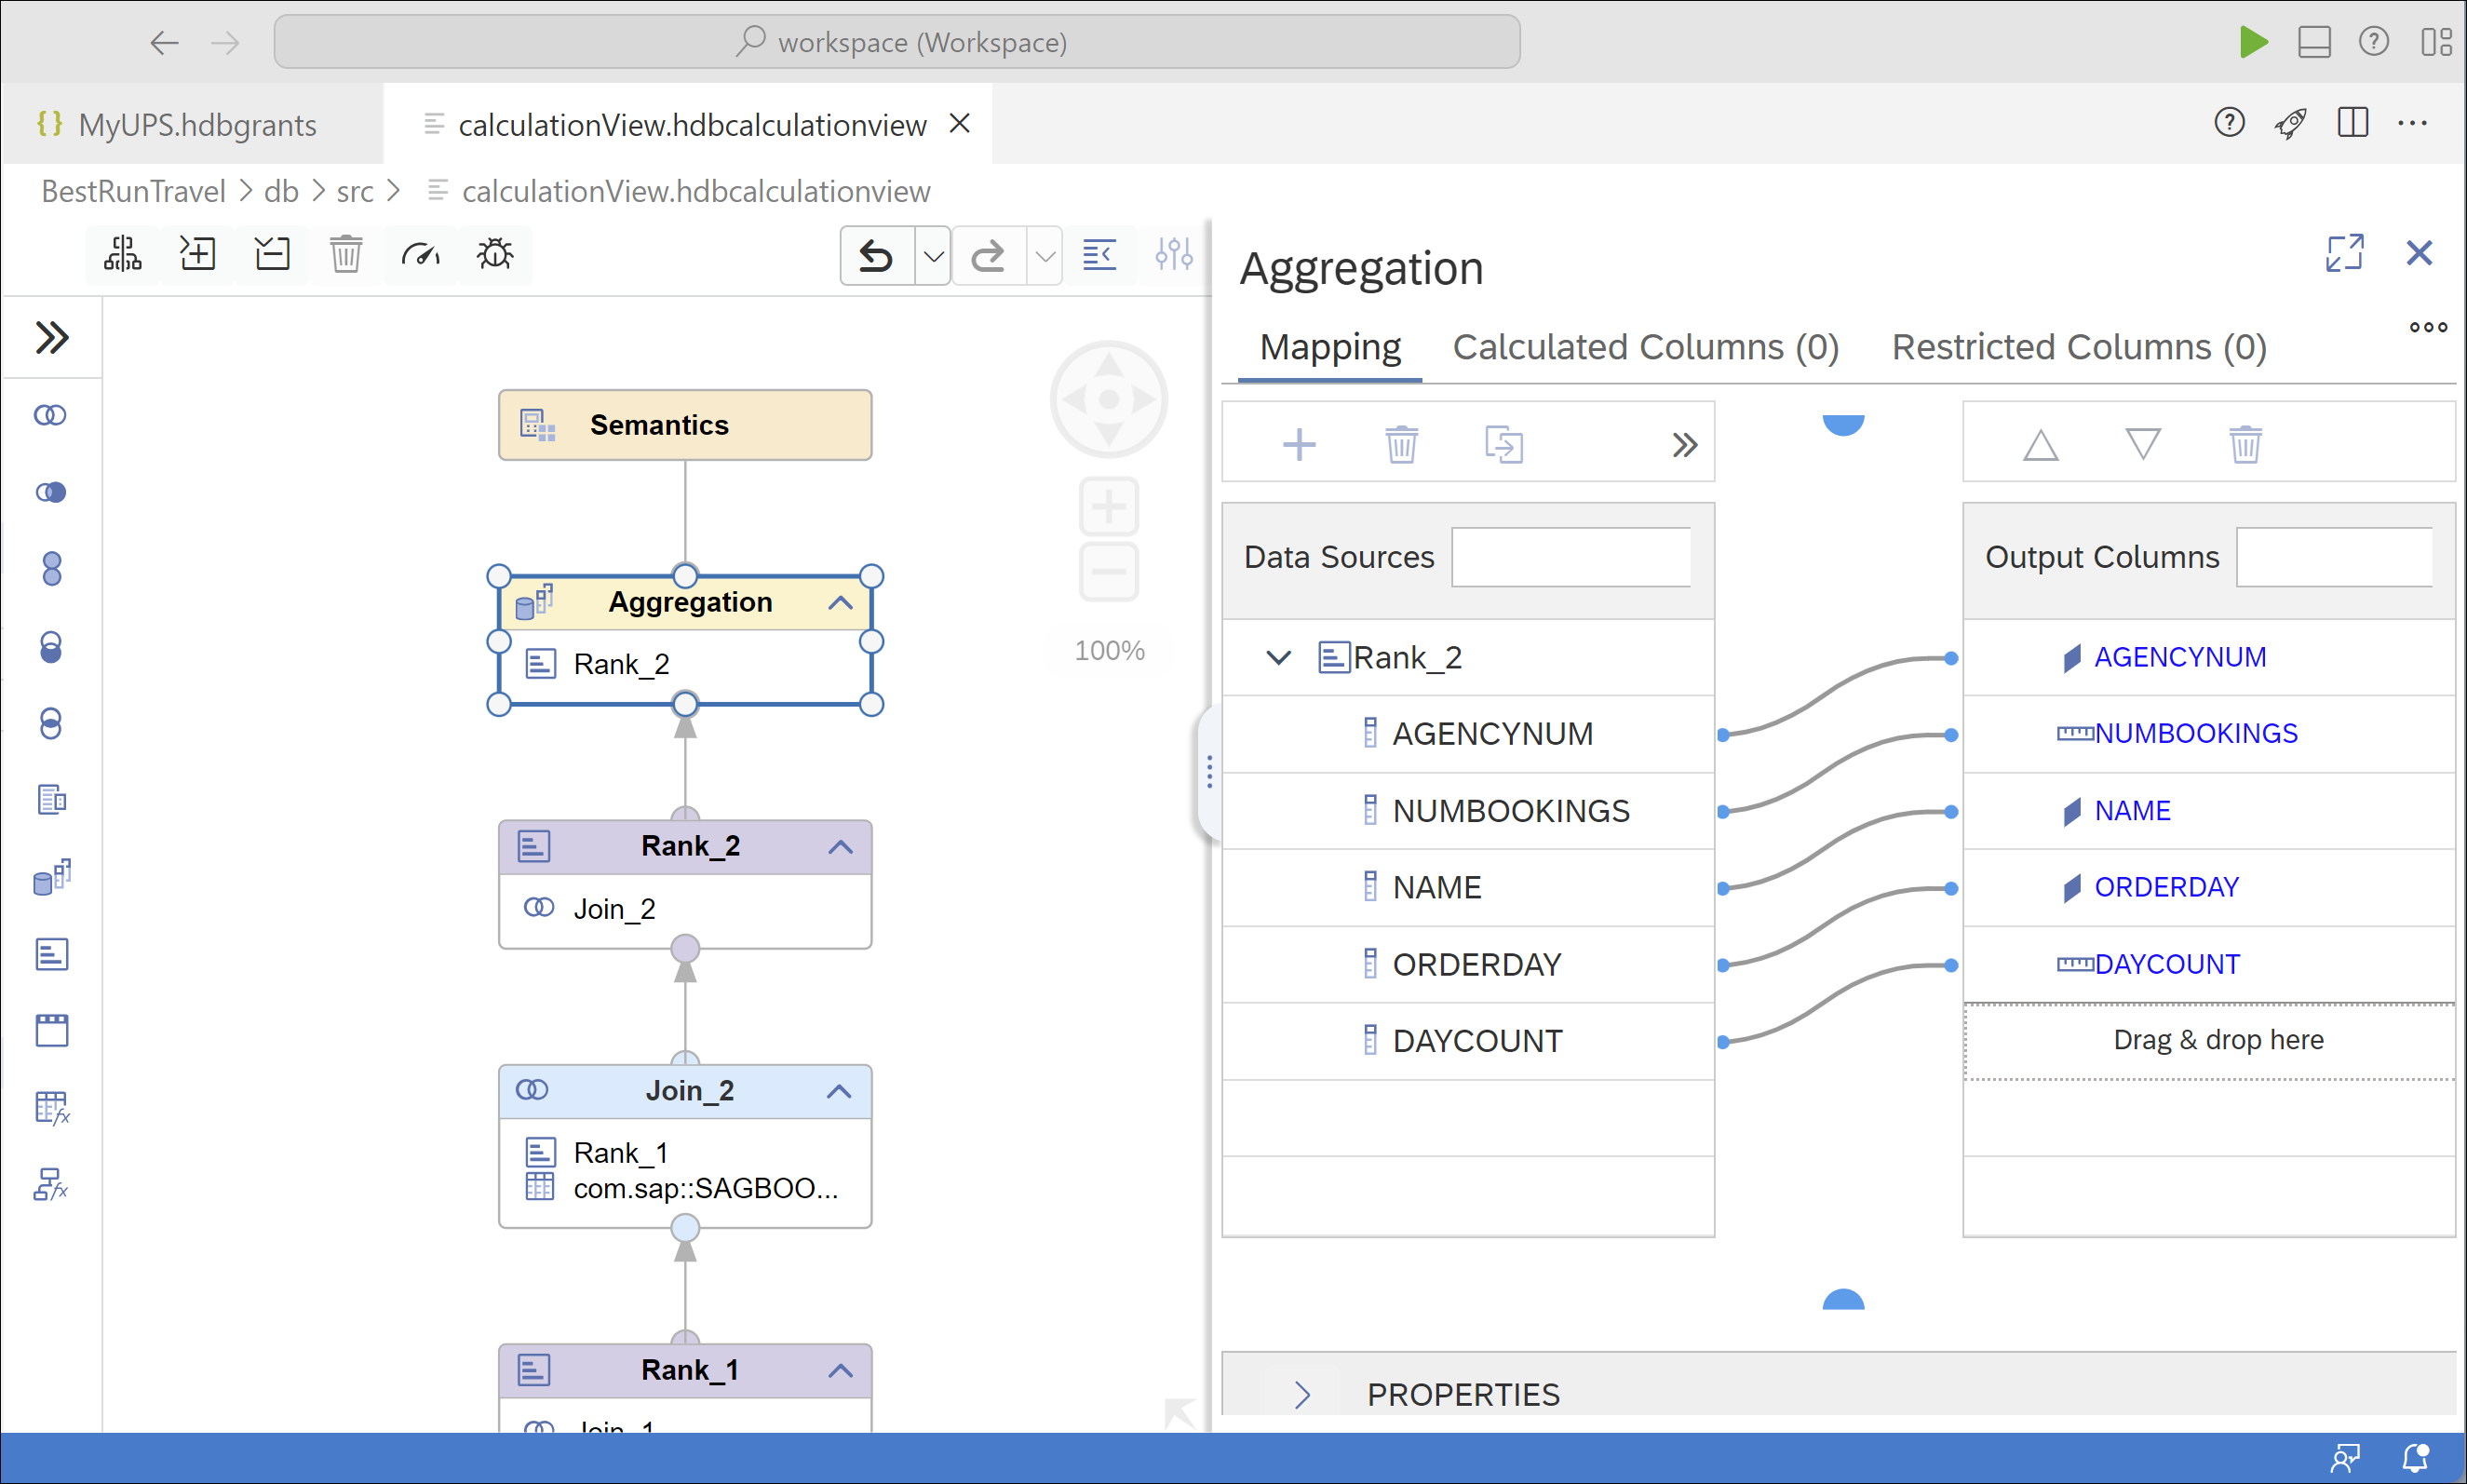 workspace (Workspace)
MyUPS.hdbgrants
calculationView.hdbcalculationview
BestRunTravel > db > src > calculationView.hdbcalculationview
Semantics
Aggregation
Rank_2
Rank_2
Join_2
Join_2
Rank_1
com.sap::SAGBOO...
Rank_1
Join_1
100%
Aggregation
Mapping
Calculated Columns (0)
Restricted Columns (0)
Data Sources
Rank_2
AGENCYNUM
NUMBOOKINGS
NAME
ORDERDAY
DAYCOUNT
Output Columns
AGENCYNUM
NUMBOOKINGS
NAME
ORDERDAY
DAYCOUNT
Drag & drop here
PROPERTIES